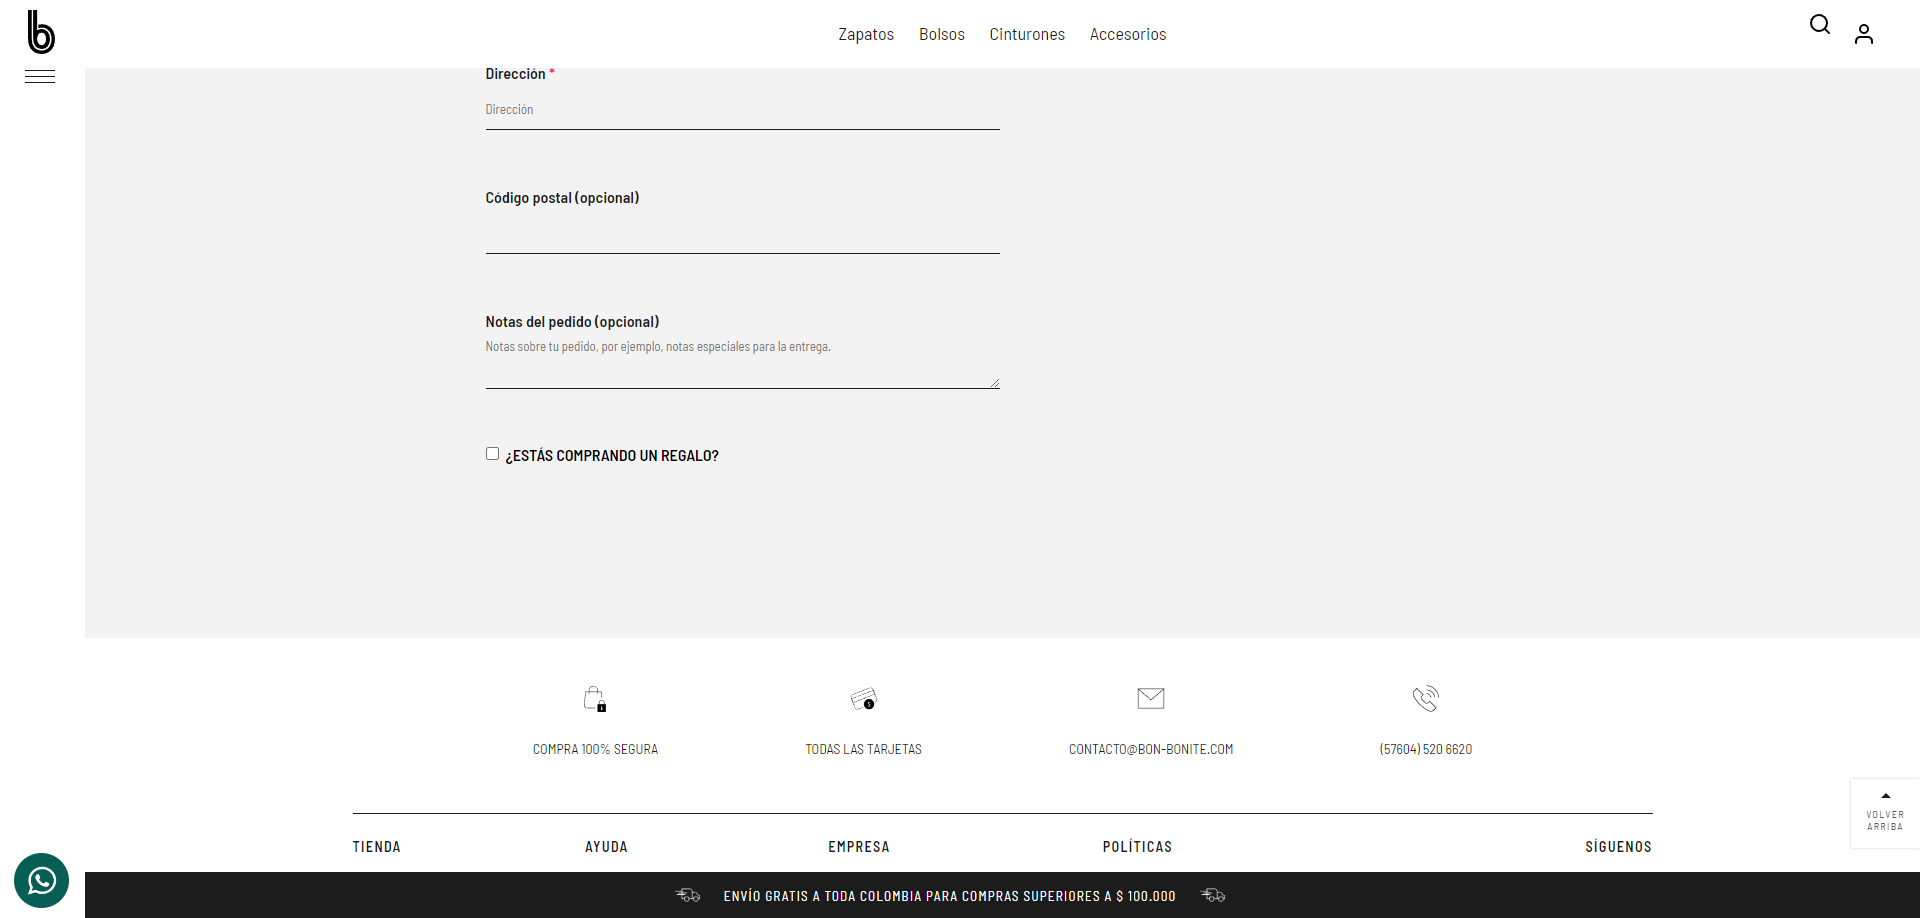 b
Zapatos Bolsos Cinturones Accesorios
Dirección *
Dirección
Código postal (opcional)
Notas del pedido (opcional)
Notas sobre tu pedido, por ejemplo, notas especiales para la entrega.
¿ESTÁS COMPRANDO UN REGALO?
COMPRA 100% SEGURA
TODAS LAS TARJETAS
CONTACTO@BON-BONITE.COM
(57604) 520 6620
VOLVER
ARRIBA
TIENDA
AYUDA
EMPRESA
POLÍTICAS
SÍGUENOS
ENVÍO GRATIS A TODA COLOMBIA PARA COMPRAS SUPERIORES A $ 100.000